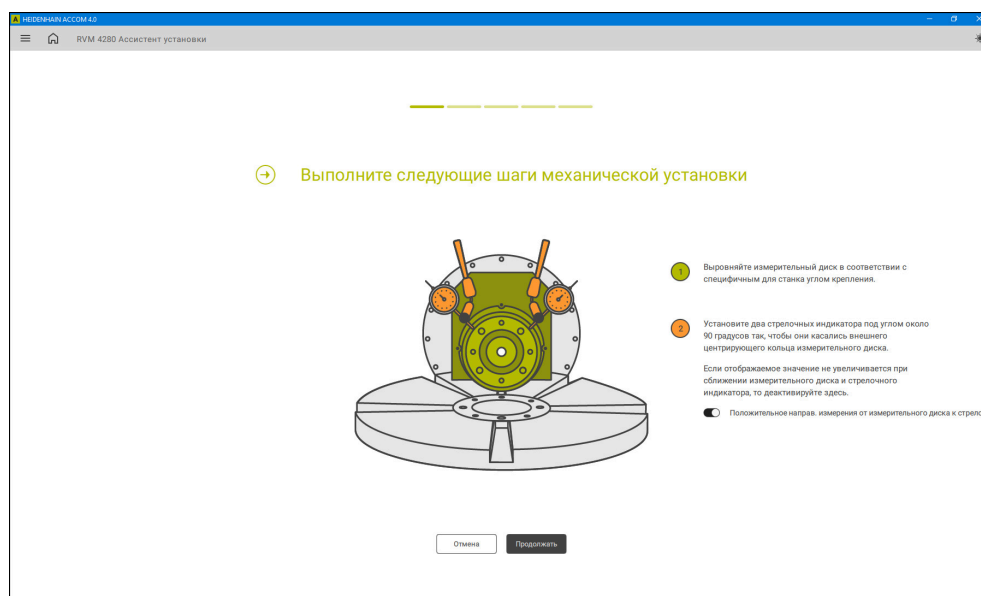 HEIDENHAIN ACCOM 4.0
RVM 4280 Ассистент установки
Выполните следующие шаги механической установки
1
Выровняйте измерительный диск в соответствии с
специфичным для станка углом крепления.
2
Установите два стрелочных индикатора под углом около
90 градусов так, чтобы они касались внешнего
центрирующего кольца измерительного диска.
Если отображаемое значение не увеличивается при
сближении измерительного диска и стрелочного
индикатора, то деактивируйте здесь.
Положительное направ. измерения от измерительного диска к стрелс
Отмена
Продолжать